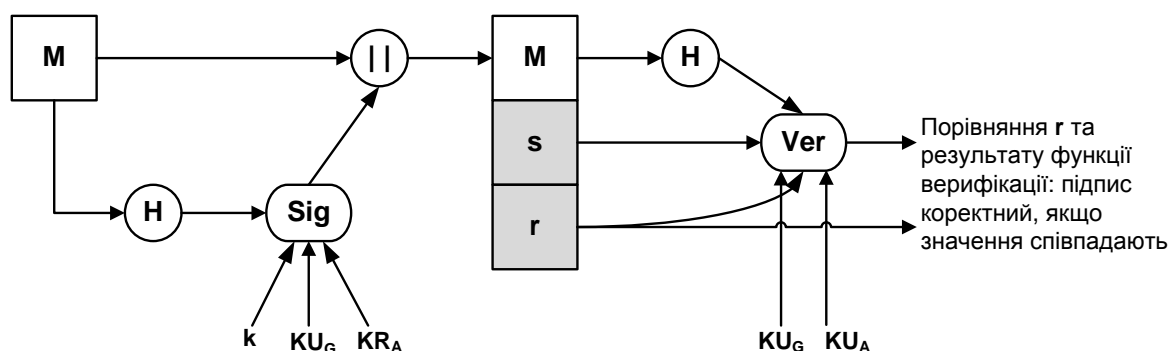 M
| |
M
H
s
Ver
r
H
Sig
Порівняння r та
результату функції
верифікації: підпис
коректний, якщо
значення співпадають
k
KUG
KRA
KUG
KUA